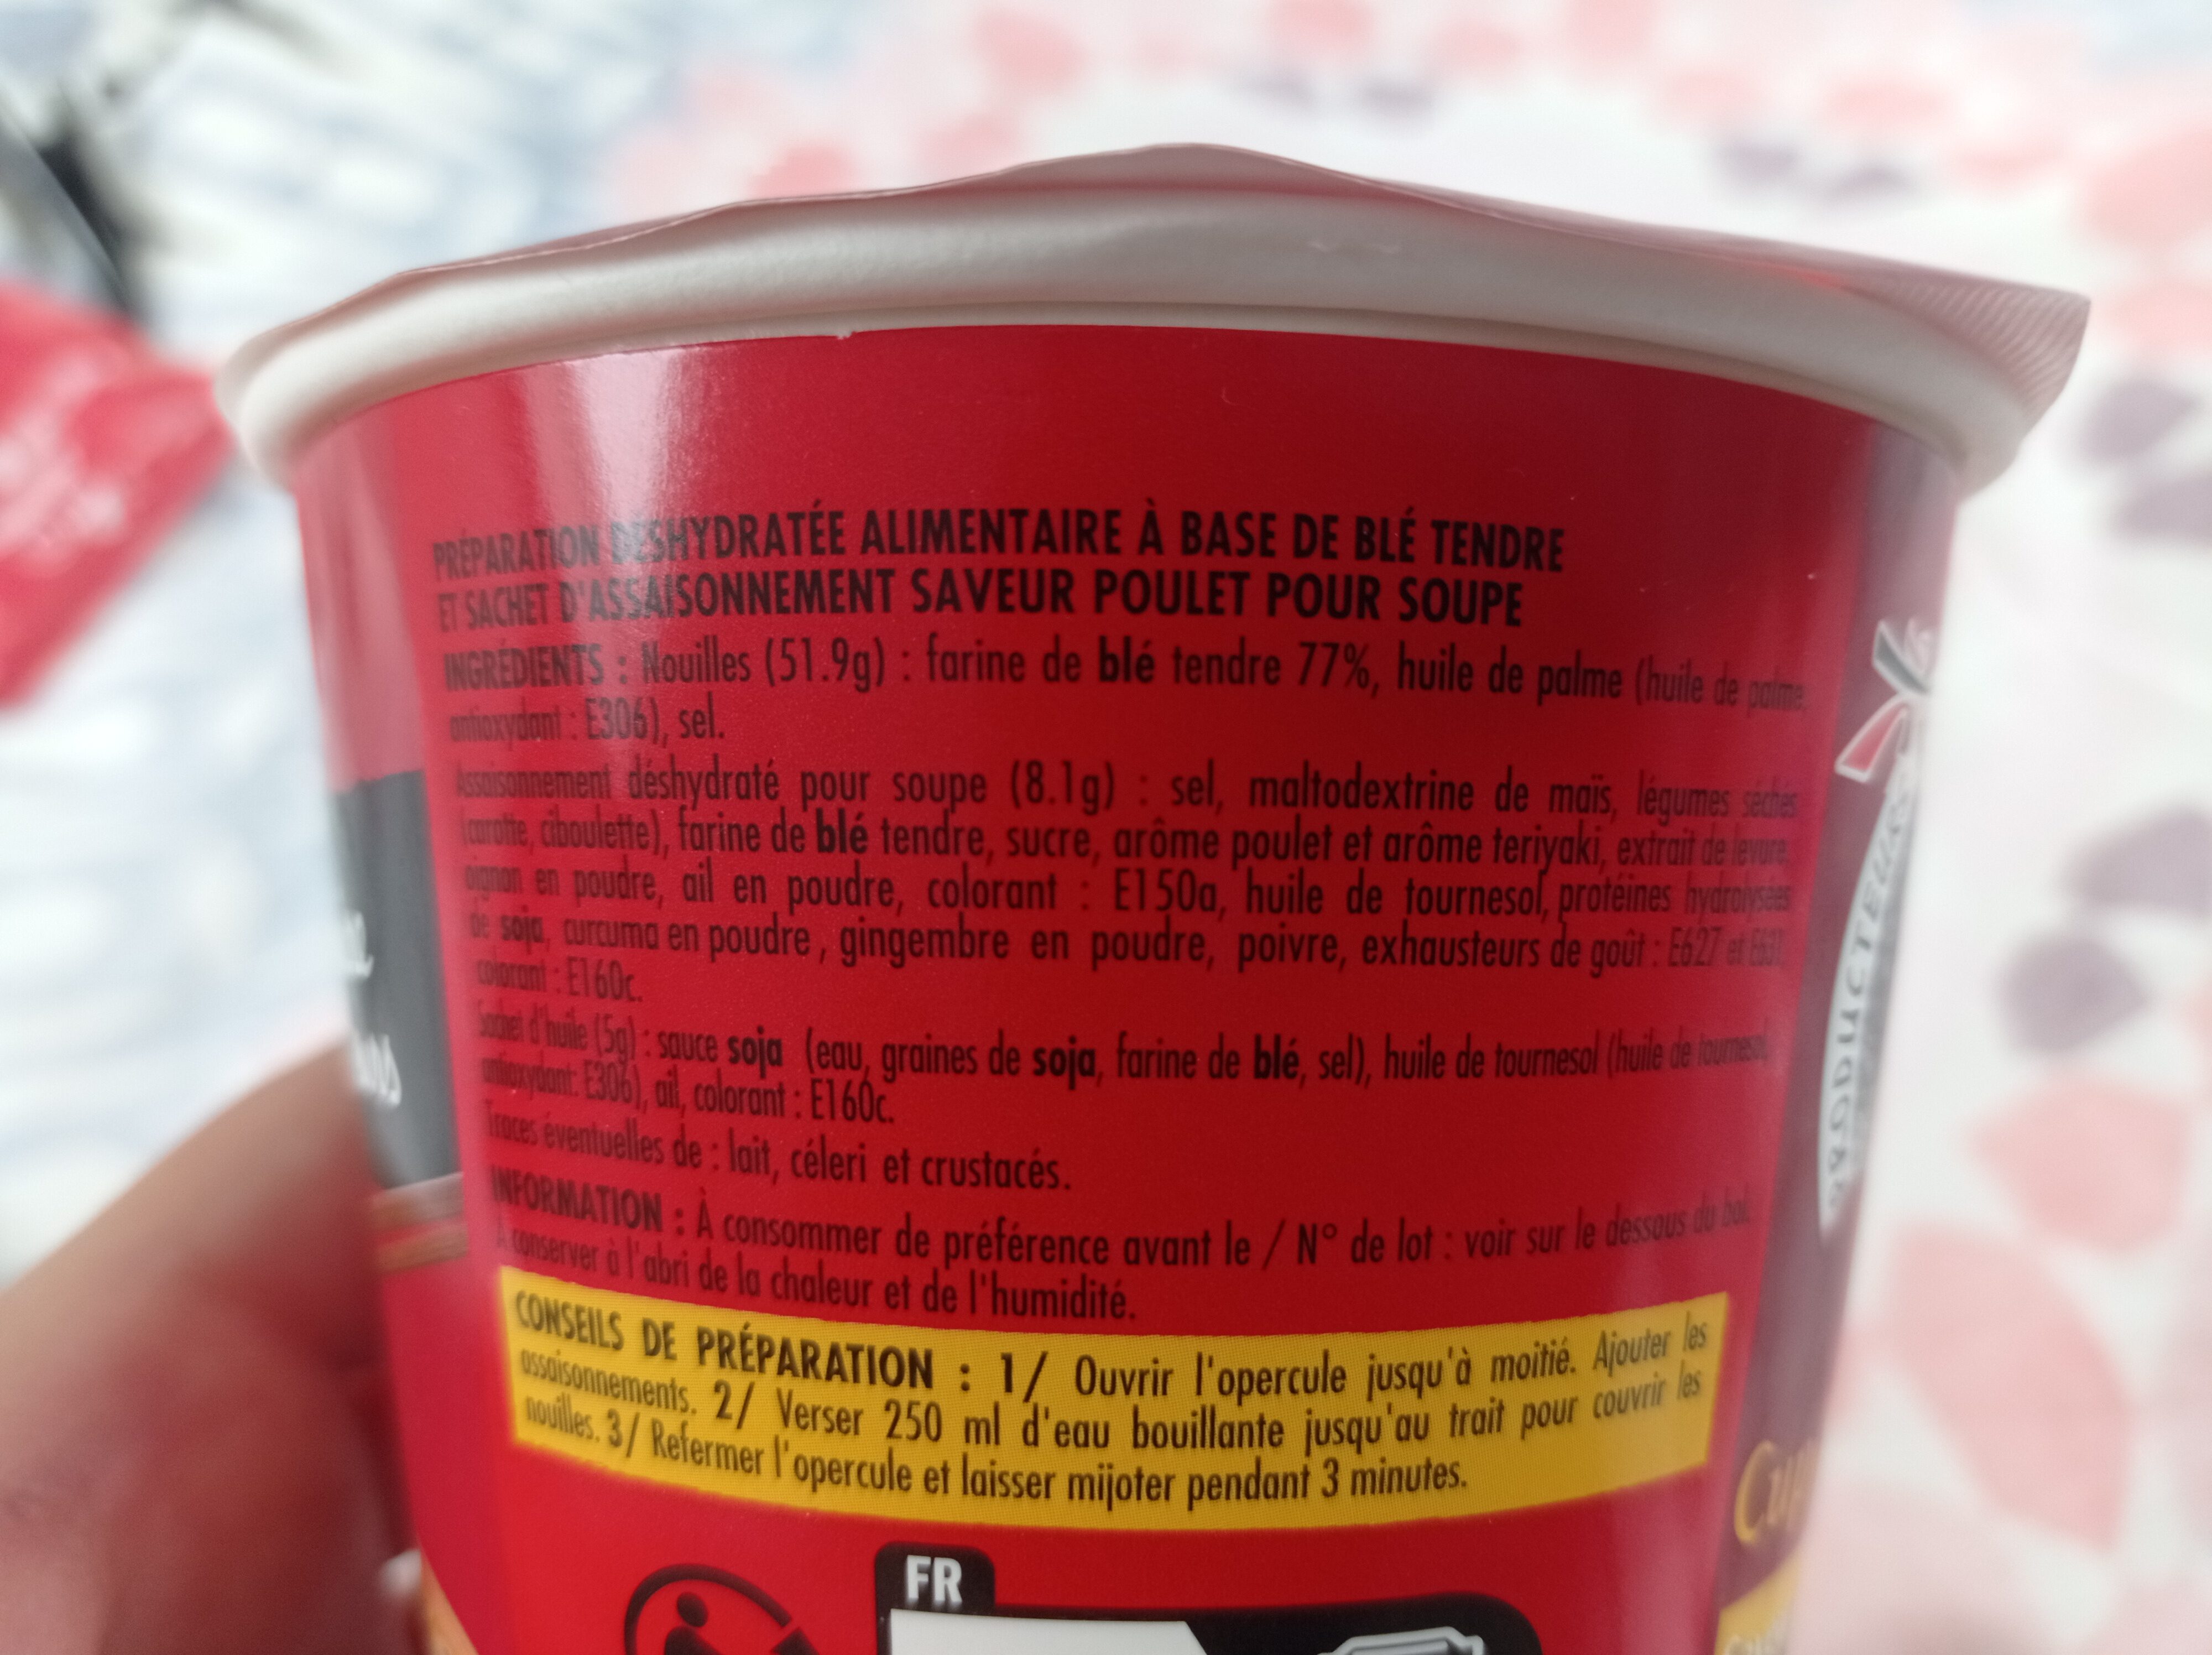 PRÉPARATION DÉSHYDRATÉE ALIMENTAIRE À BASE DE BLÉ TENDRE
ET SACHET D'ASSAISONNEMENT SAVEUR POULET POUR SOUPE
INGRÉDIENTS : Nouilles (51.9g) : farine de blé tendre 77%, huile de palme (huile de palme,
antioxydant : E306), sel.
Assaisonnement déshydraté pour soupe (8.1g) : sel, maltodextrine de maïs, légumes séchés
(carotte, ciboulette), farine de blé tendre, sucre, arôme poulet et arôme teriyaki, extrait de levure,
oignon en poudre, ail en poudre, colorant : E150a, huile de tournesol, protéines hydrolysées
de soja, curcuma en poudre, gingembre en poudre, poivre, exhausteurs de goût : E627 et E631,
colorant : E160c.
Sachet d'huile (5g) : sauce soja (eau, graines de soja, farine de blé, sel), huile de tournesol (huile de tournesol,
antioxydant: E306), ail, colorant : E160c.
Traces éventuelles de : lait, céleri et crustacés.
INFORMATION : À consommer de préférence avant le / N° de lot : voir sur le dessous du bol.
À conserver à l'abri de la chaleur et de l'humidité.
CONSEILS DE PRÉPARATION : 1/ Ouvrir l'opercule jusqu'à moitié. Ajouter les
assaisonnements. 2/ Verser 250 ml d'eau bouillante jusqu'au trait pour couvrir les
nouilles. 3/ Refermer l'opercule et laisser mijoter pendant 3 minutes.
FR
PRODUCTEURS
Cup